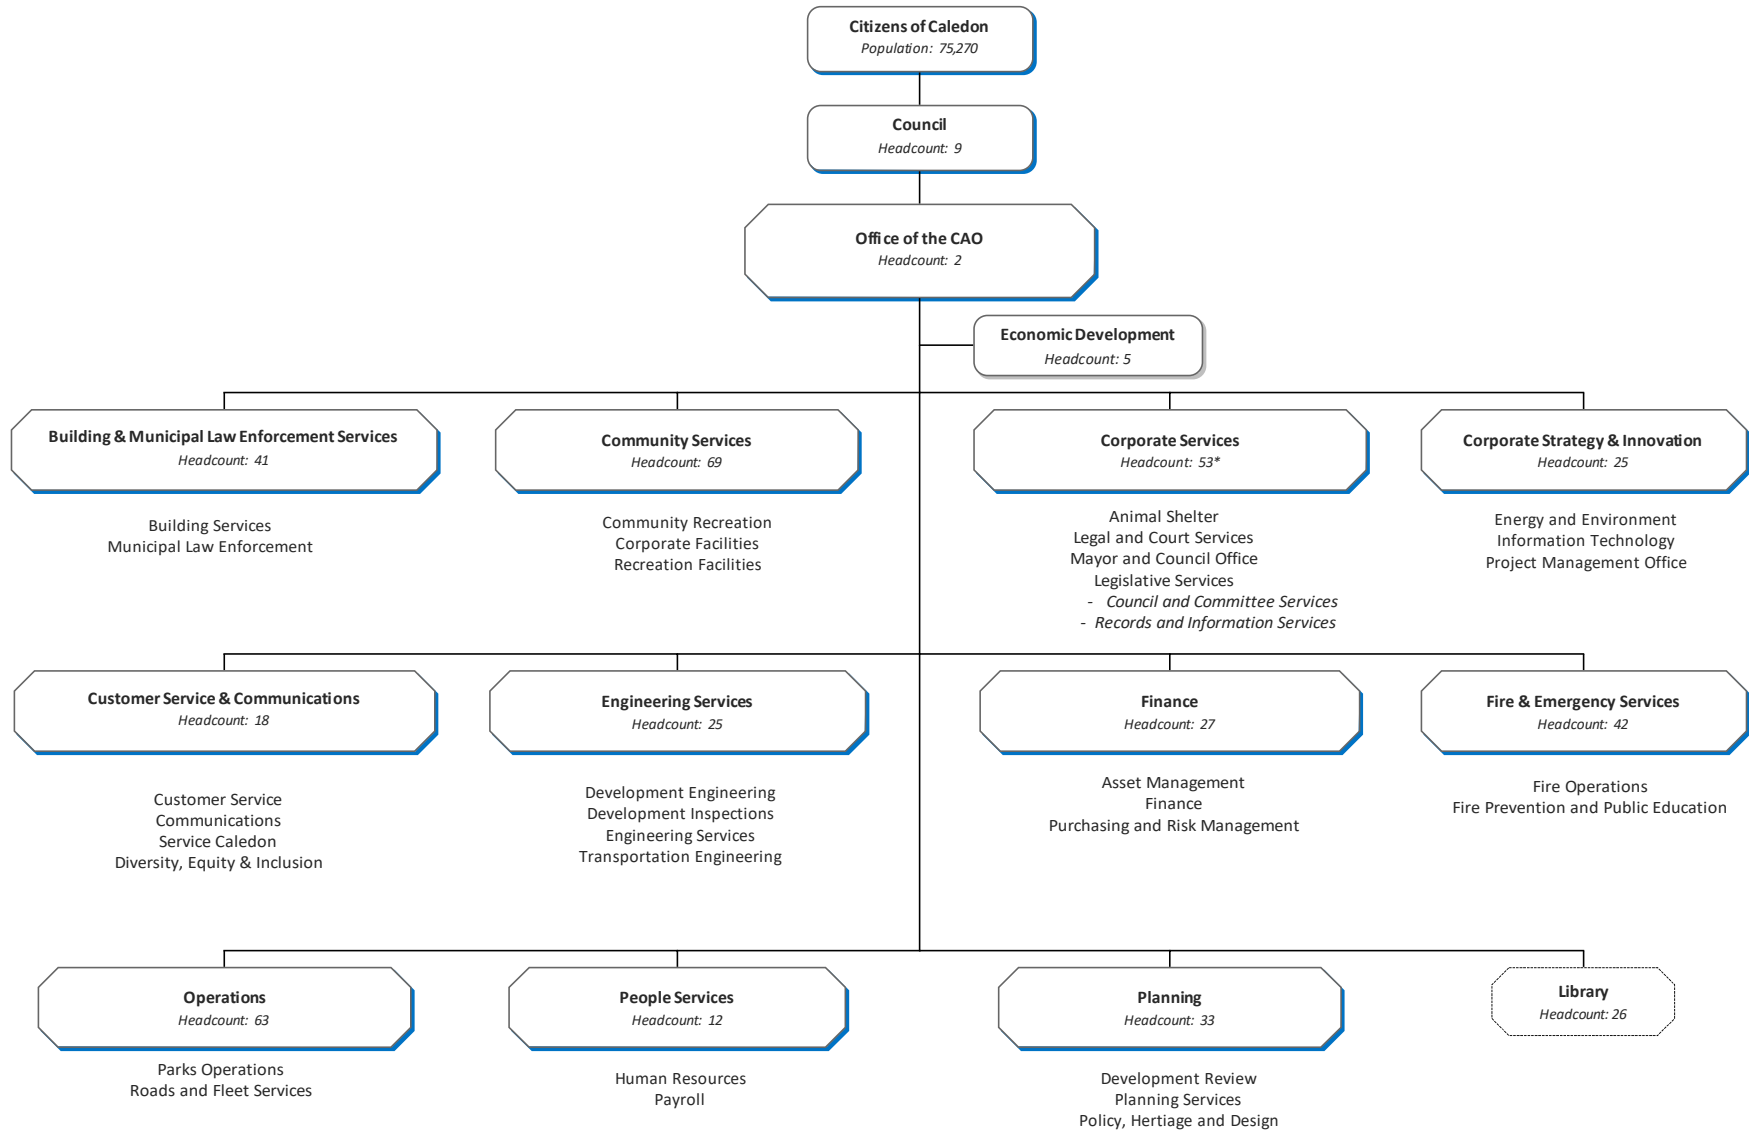 Citizens of Caledon
Population: 75,270
Council
Headcount: 9
Office of the CAO
Headcount: 2
Economic Development
Headcount: 5
Building & Municipal Law Enforcement Services
Headcount: 41
Building Services
Municipal Law Enforcement
Community Services
Headcount: 69
Community Recreation
Corporate Facilities
Recreation Facilities
Corporate Services
Headcount: 53*
Animal Shelter
Legal and Court Services
Mayor and Council Office
Legislative Services
- Council and Committee Services
- Records and Information Services
Corporate Strategy & Innovation
Headcount: 25
Energy and Environment
Information Technology
Project Management Office
Customer Service & Communications
Headcount: 18
Customer Service
Communications
Service Caledon
Diversity, Equity & Inclusion
Engineering Services
Headcount: 25
Development Engineering
Development Inspections
Engineering Services
Transportation Engineering
Finance
Headcount: 27
Asset Management
Finance
Purchasing and Risk Management
Fire & Emergency Services
Headcount: 42
Fire Operations
Fire Prevention and Public Education
Operations
Headcount: 63
Parks Operations
Roads and Fleet Services
People Services
Headcount: 12
Human Resources
Payroll
Planning
Headcount: 33
Development Review
Planning Services
Policy, Hertiage and Design
Library
Headcount: 26